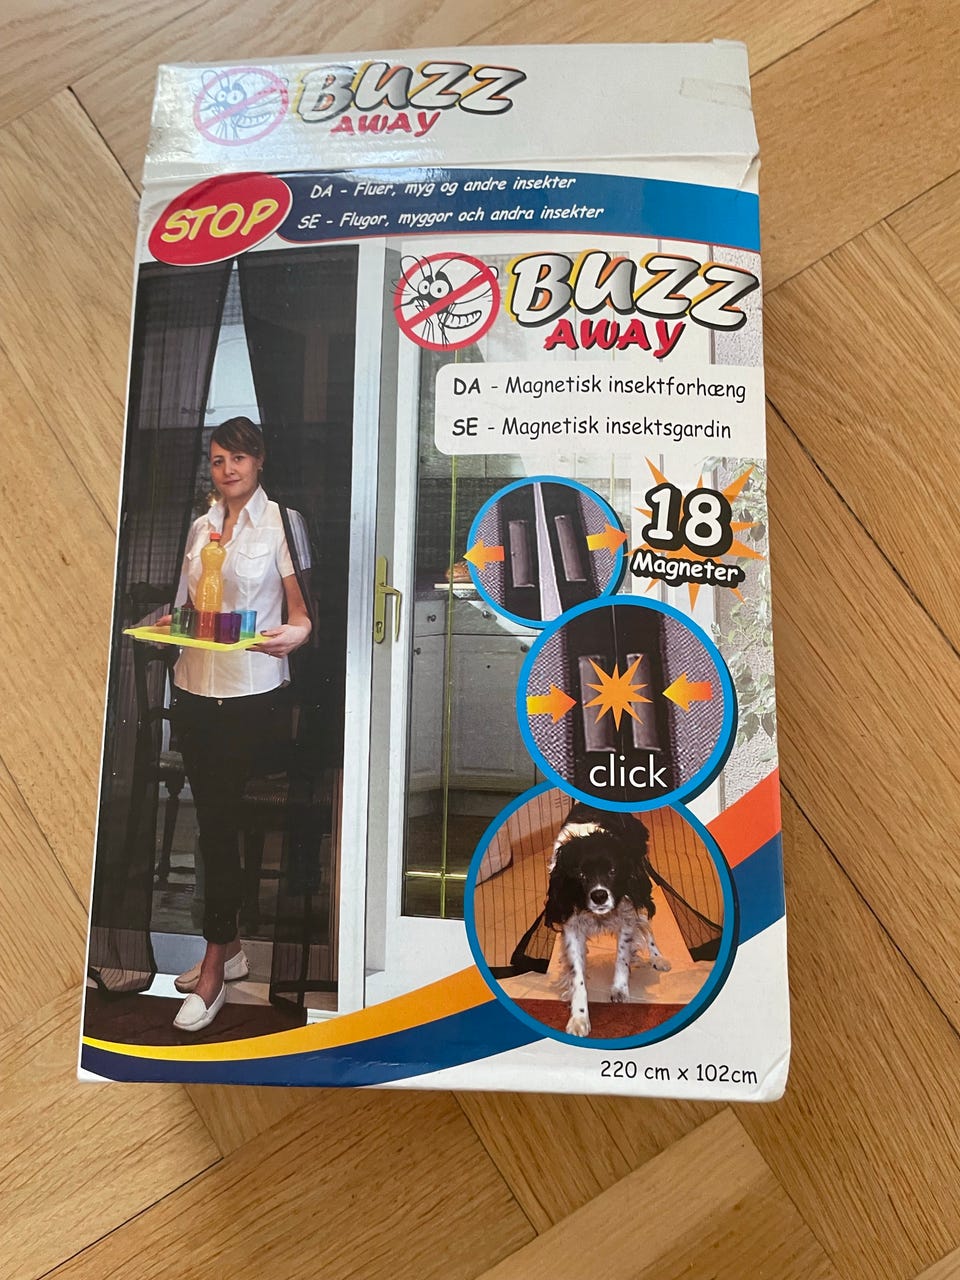 BUZZ
AWAY
STOP
DA - Fluer, myg og andre insekter
SE - Flugor, myggor och andra insekter
BUZZ
AWAY
DA - Magnetisk insektforhæng
SE - Magnetisk insektsgardin
18
Magneter
click
220 cm x 102cm